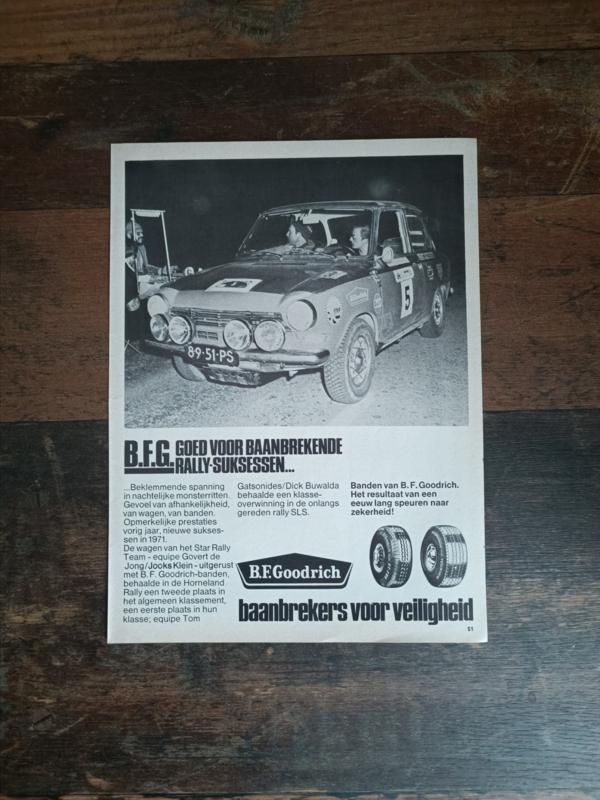 5
5
B.F.Goodrich
STP
89-51-PS
B.F.G. GOED VOOR BAANBREKENDE
RALLY-SUKSESSEN...
...Beklemmende spanning
in nachtelijke monsterritten.
Gevoel van afhankelijkheid,
van wagen, van banden.
Opmerkelijke prestaties
vorig jaar, nieuwe sukses-
sen in 1971.
De wagen van het Star Rally
Team - equipe Govert de
Jong/Jooks Klein - uitgerust
met B.F. Goodrich-banden,
behaalde in de Horneland
Rally een tweede plaats in
het algemeen klassement,
een eerste plaats in hun
klasse; equipe Tom
Gatsonides/Dick Buwalda
behaalde een klasse-
overwinning in de onlangs
gereden rally SLS.
Banden van B.F. Goodrich.
Het resultaat van een
eeuw lang speuren naar
zekerheid!
B.F.Goodrich
baanbrekers voor veiligheid
51